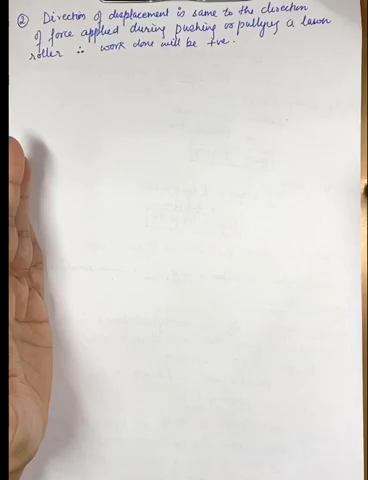 ② Direction of displacement is same to the direction
of force applied during pushing or pullying a lawn
roller ∴ work done will be +ve.